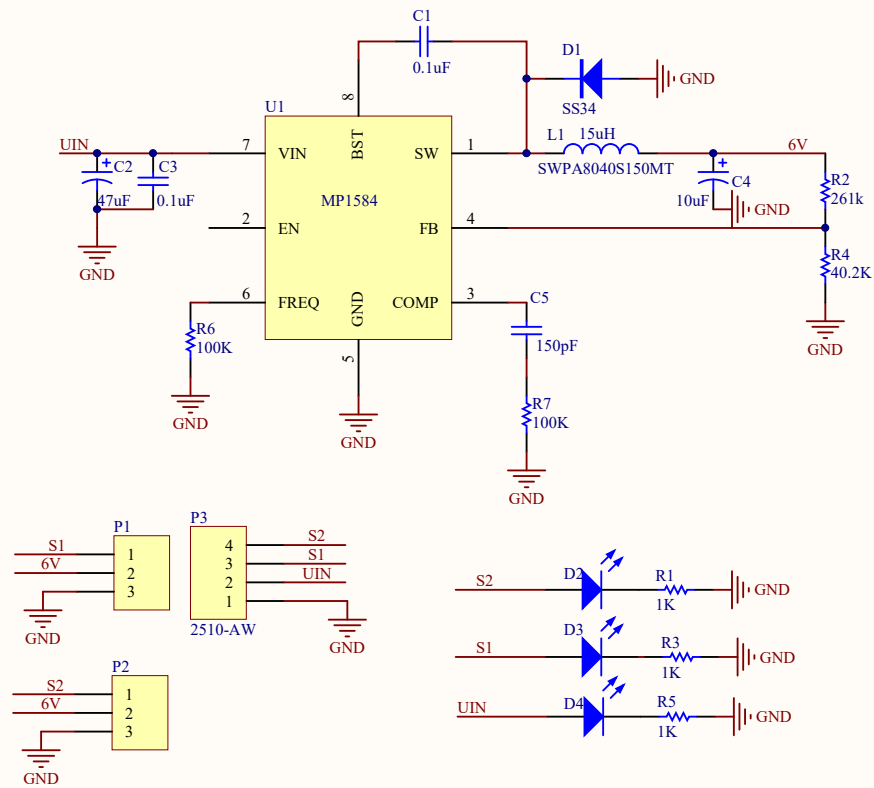 C1
0.1uF
D1
SS34
GND
U1
8
BST
UIN
7
VIN
SW
1
L1
15uH
SWPA8040S150MT
6V
C2
47uF
C3
0.1uF
MP1584
C4
10uF
GND
R2
261k
2
EN
FB
4
R4
40.2K
GND
GND
6
FREQ
GND
COMP
3
C5
150pF
R6
100K
5
GND
GND
R7
100K
GND
P1
S1
1
6V
2
3
GND
P3
4
S2
3
S1
2
UIN
1
2510-AW
GND
P2
S2
1
6V
2
3
GND
S2
D2
R1
1K
GND
S1
D3
R3
1K
GND
UIN
D4
R5
1K
GND